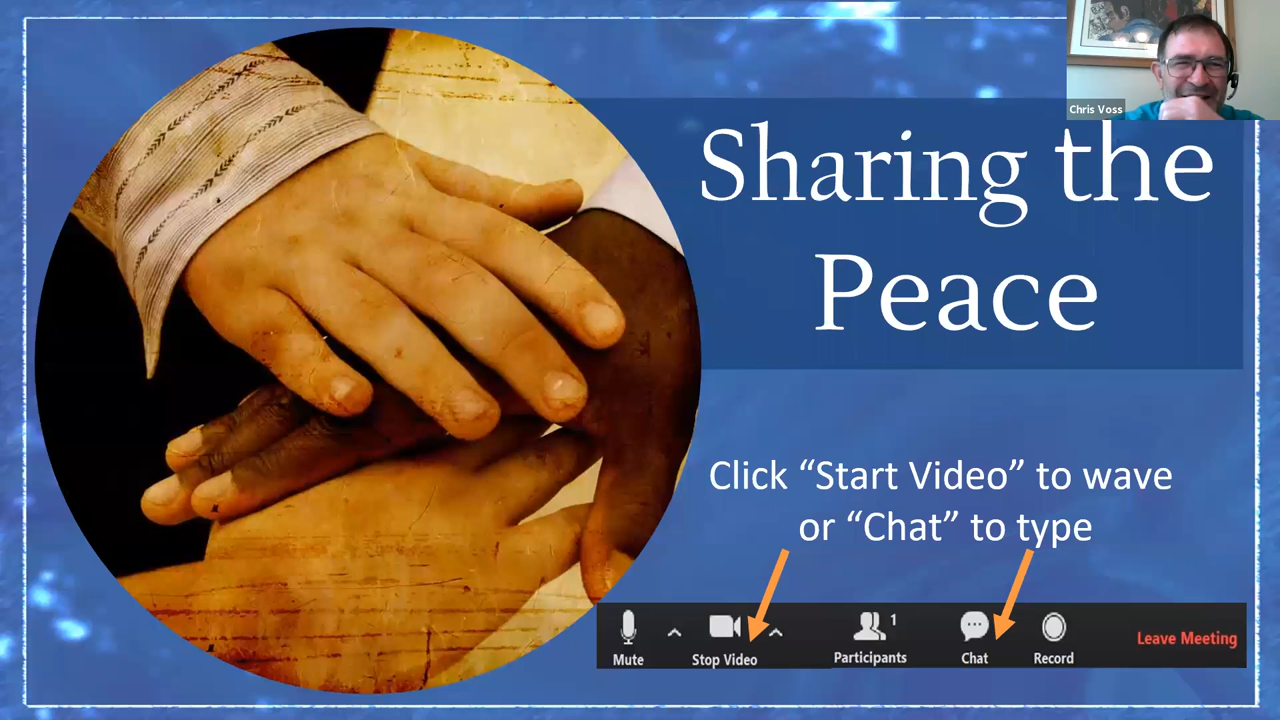 Chris Voss
Sharing the
Peace
Click “Start Video” to wave
or “Chat” to type
1
Mute
Stop Video
Participants
Chat
Record
Leave Meeting